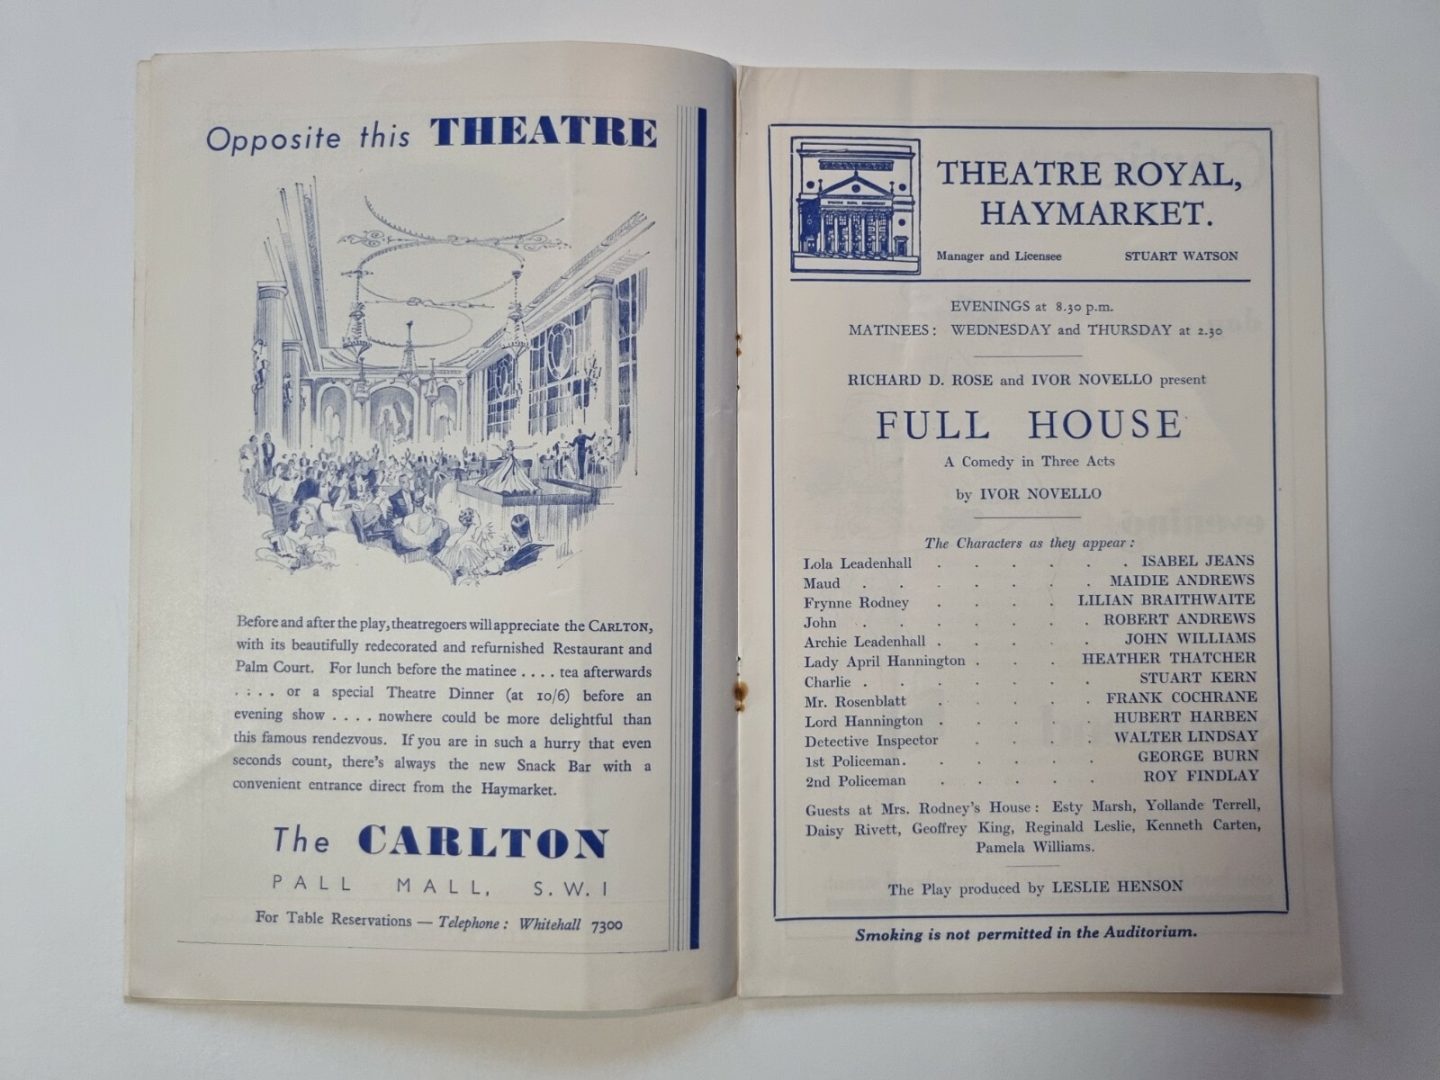 Opposite this THEATRE
Before and after the play, theatregoers will appreciate the CARLTON,
with its beautifully redecorated and refurnished Restaurant and
Palm Court. For lunch before the matinee .... tea afterwards
.... or a special Theatre Dinner (at 10/6) before an
evening show .... nowhere could be more delightful than
this famous rendezvous. If you are in such a hurry that even
seconds count, there's always the new Snack Bar with a
convenient entrance direct from the Haymarket.
The CARLTON
PALL MALL, S.W.1
For Table Reservations — Telephone: Whitehall 7300
THEATRE ROYAL,
HAYMARKET.
Manager and Licensee STUART WATSON
EVENINGS at 8.30 p.m.
MATINEES: WEDNESDAY and THURSDAY at 2.30
RICHARD D. ROSE and IVOR NOVELLO present
FULL HOUSE
A Comedy in Three Acts
by IVOR NOVELLO
The Characters as they appear:
Lola Leadenhall . . . . . . ISABEL JEANS
Maud . . . . . . MAIDIE ANDREWS
Frynne Rodney . . . . LILIAN BRAITHWAITE
John . . . . . . . ROBERT ANDREWS
Archie Leadenhall . . . . . JOHN WILLIAMS
Lady April Hannington . . . HEATHER THATCHER
Charlie . . . . . . . STUART KERN
Mr. Rosenblatt . . . . . FRANK COCHRANE
Lord Hannington . . . . . HUBERT HARBEN
Detective Inspector . . . . WALTER LINDSAY
1st Policeman. . . . . . GEORGE BURN
2nd Policeman . . . . . ROY FINDLAY
Guests at Mrs. Rodney's House: Esty Marsh, Yollande Terrell,
Daisy Rivett, Geoffrey King, Reginald Leslie, Kenneth Carten,
Pamela Williams.
The Play produced by LESLIE HENSON
Smoking is not permitted in the Auditorium.